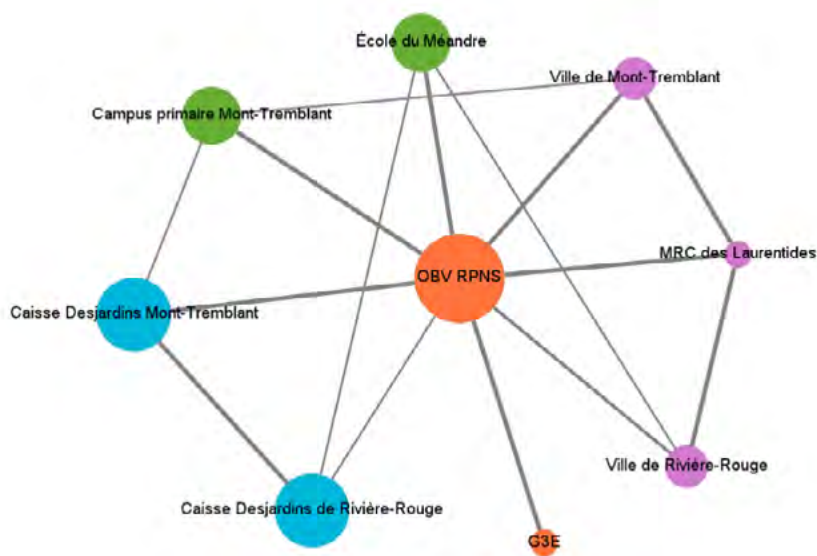 École du Méandre
Ville de Mont-Tremblant
Campus primaire Mont-Tremblant
MRC des Laurentides
OBV RPNS
Caisse Desjardins Mont-Tremblant
Ville de Rivière-Rouge
Caisse Desjardins de Rivière-Rouge
G3E